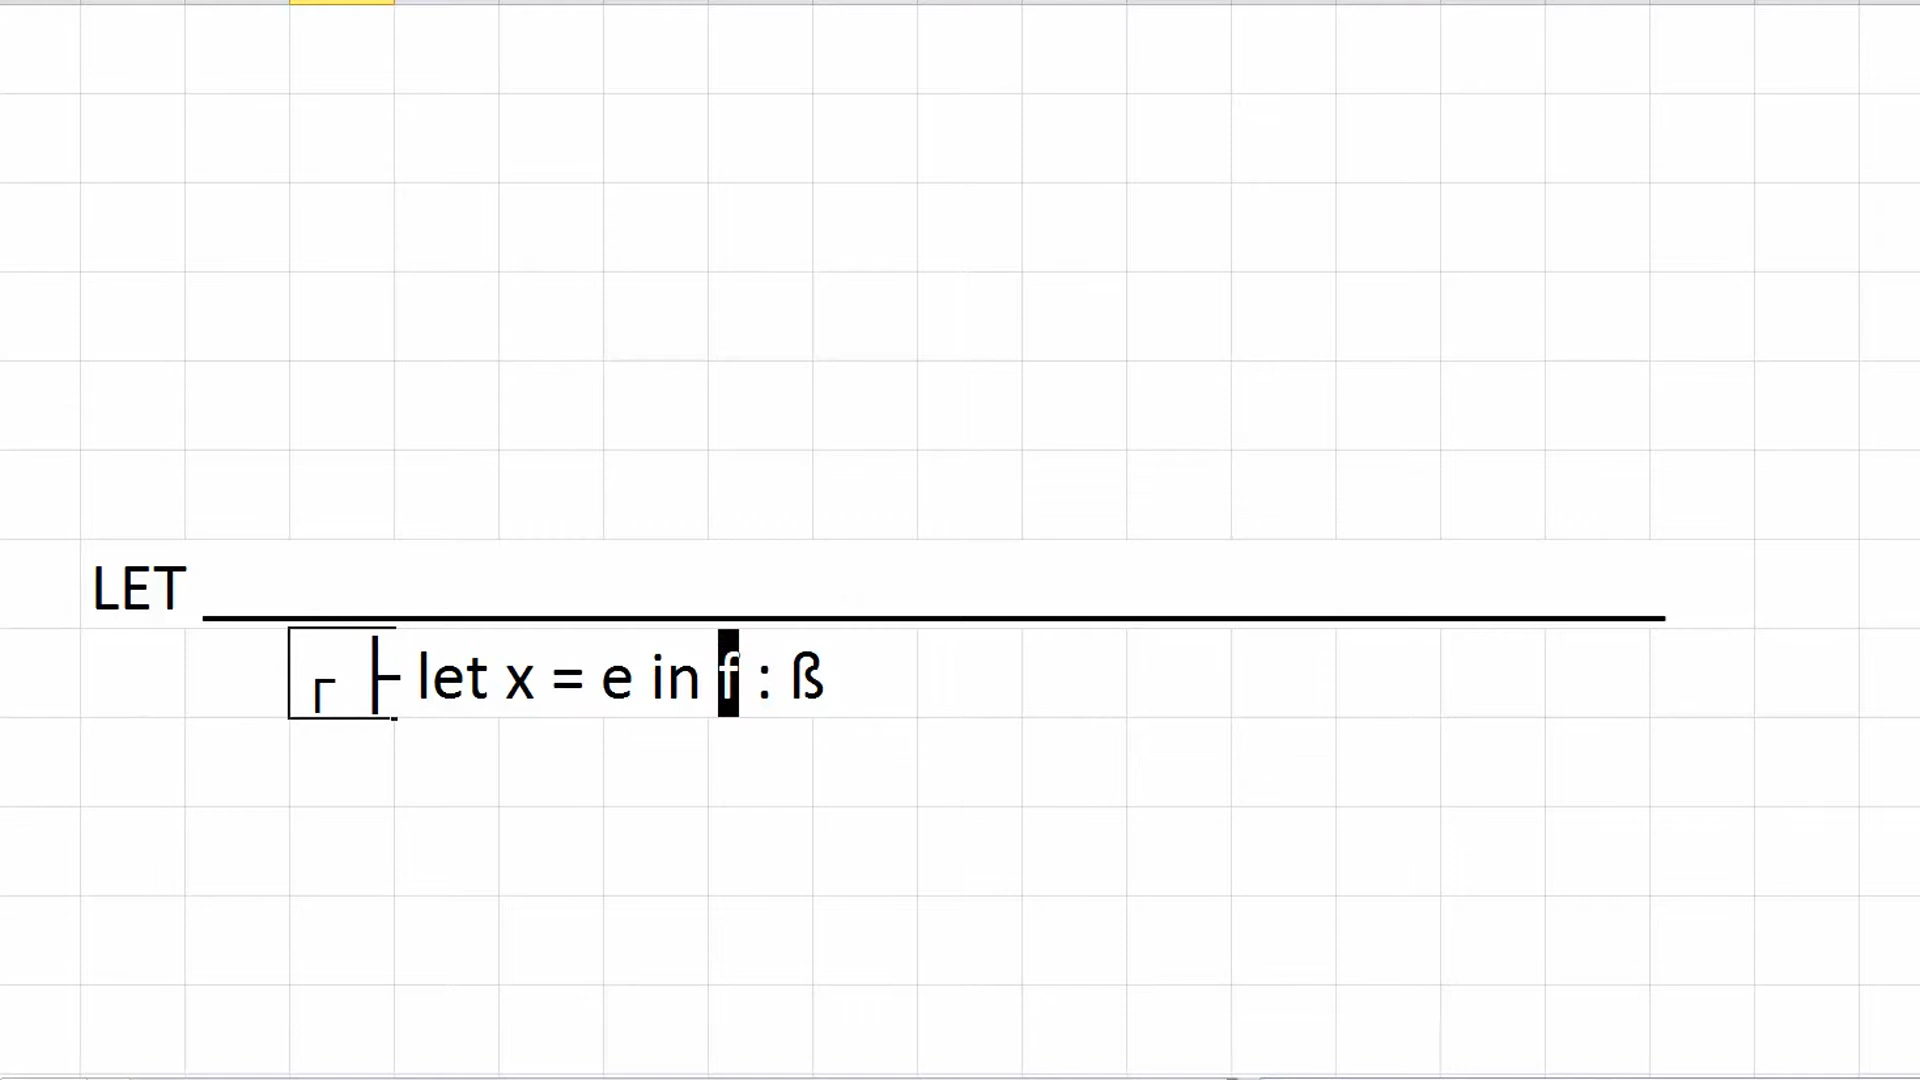 LET
┌ ├ let x = e in f : ß